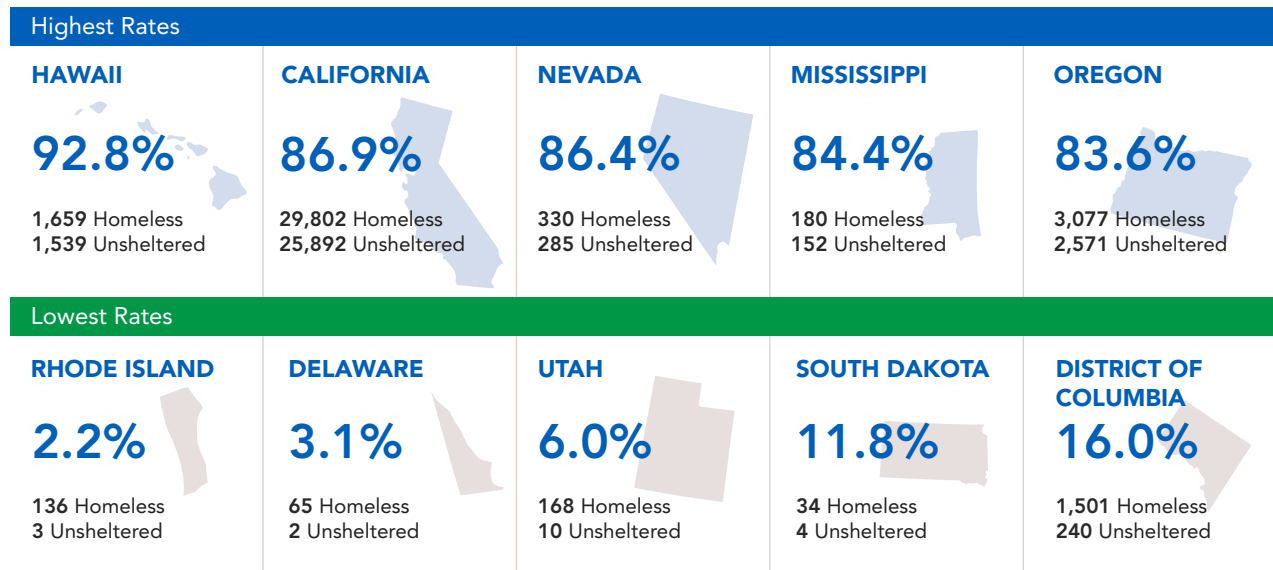 Highest Rates
HAWAII
92.8%
1,659 Homeless
1,539 Unsheltered
CALIFORNIA
86.9%
29,802 Homeless
25,892 Unsheltered
NEVADA
86.4%
330 Homeless
285 Unsheltered
MISSISSIPPI
84.4%
180 Homeless
152 Unsheltered
OREGON
83.6%
3,077 Homeless
2,571 Unsheltered
Lowest Rates
RHODE ISLAND
2.2%
136 Homeless
3 Unsheltered
DELAWARE
3.1%
65 Homeless
2 Unsheltered
UTAH
6.0%
168 Homeless
10 Unsheltered
SOUTH DAKOTA
11.8%
34 Homeless
4 Unsheltered
DISTRICT OF
COLUMBIA
16.0%
1,501 Homeless
240 Unsheltered